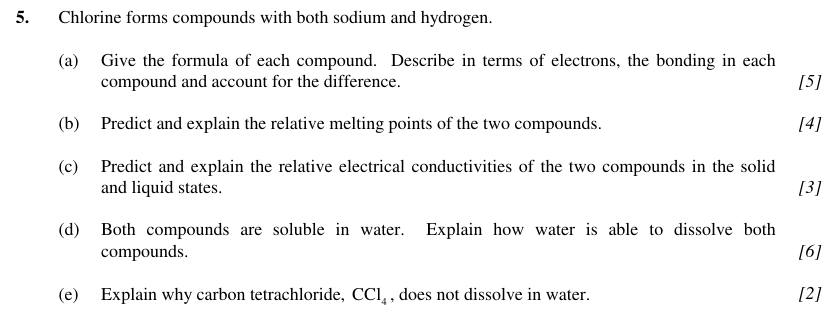 5. Chlorine forms compounds with both sodium and hydrogen.
(a) Give the formula of each compound. Describe in terms of electrons, the bonding in each
compound and account for the difference. [5]
(b) Predict and explain the relative melting points of the two compounds. [4]
(c) Predict and explain the relative electrical conductivities of the two compounds in the solid
and liquid states. [3]
(d) Both compounds are soluble in water. Explain how water is able to dissolve both
compounds. [6]
(e) Explain why carbon tetrachloride, CCl₄, does not dissolve in water. [2]